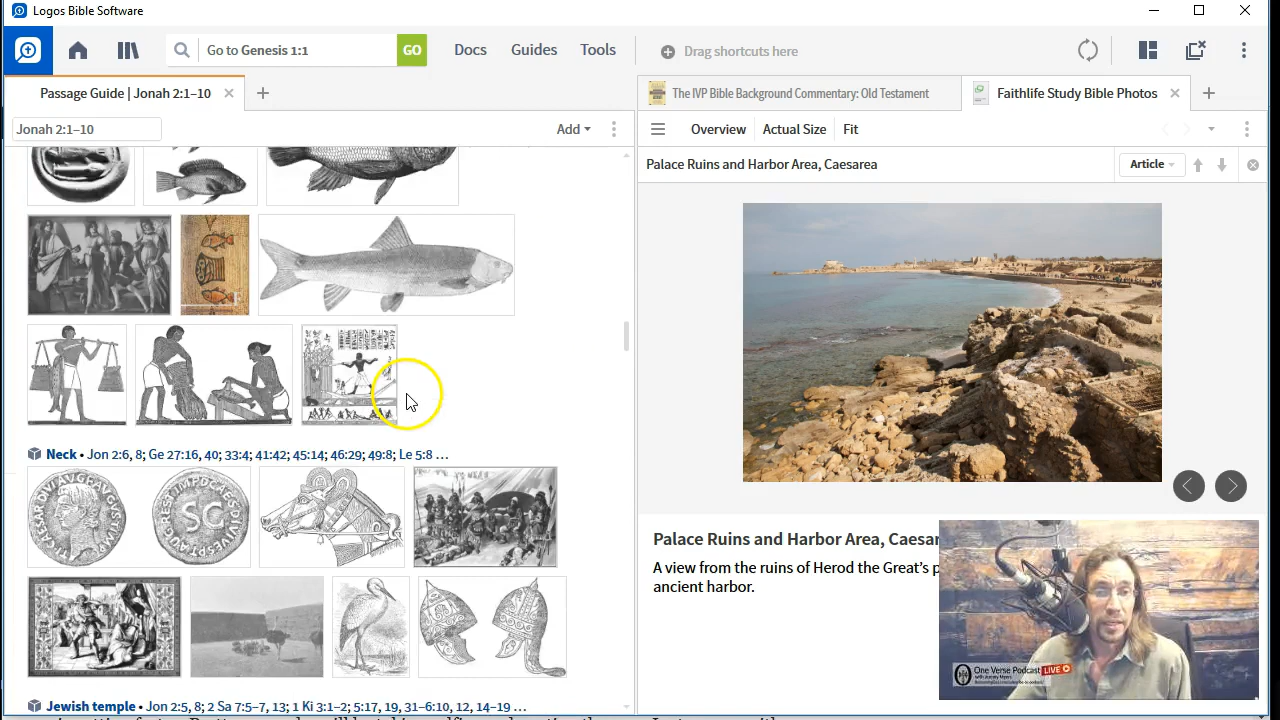 Logos Bible Software
Go to Genesis 1:1
GO
Docs
Guides
Tools
Drag shortcuts here
Passage Guide | Jonah 2:1–10
The IVP Bible Background Commentary: Old Testament
Faithlife Study Bible Photos
Jonah 2:1–10
Add
Overview
Actual Size
Fit
Palace Ruins and Harbor Area, Caesarea
Article
Neck • Jon 2:6, 8; Ge 27:16, 40; 33:4; 41:42; 45:14; 46:29; 49:8; Le 5:8 …
SC
Palace Ruins and Harbor Area, Caesar
A view from the ruins of Herod the Great’s p
ancient harbor.
One Verse Podcast LIVE
with Jeremy Myers
Jewish temple • Jon 2:5, 8; 2 Sa 7:5–7, 13; 1 Ki 3:1–2; 5:17, 19, 31–6:10, 12, 14–19 …